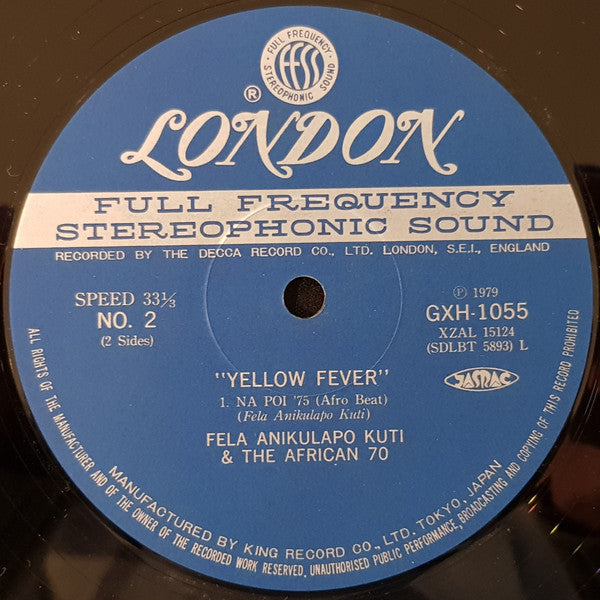 FULL FREQUENCY
ffss
STEREOPHONIC SOUND
®
LONDON
FULL FREQUENCY
STEREOPHONIC SOUND
RECORDED BY THE DECCA RECORD CO., LTD. LONDON, S.E.I., ENGLAND
SPEED 33⅓
NO. 2
(2 Sides)
Ⓟ 1979
GXH-1055
XZAL 15124
(SDLBT 5893) L
JASRAC
"YELLOW FEVER"
1. NA POI '75 (Afro Beat)
(Fela Anikulapo Kuti)
FELA ANIKULAPO KUTI
& THE AFRICAN 70
MANUFACTURED BY KING RECORD CO., LTD. TOKYO, JAPAN
ALL RIGHTS OF THE MANUFACTURER AND OF THE OWNER OF THE RECORDED WORK RESERVED, UNAUTHORISED PUBLIC PERFORMANCE, BROADCASTING AND COPYING OF THIS RECORD PROHIBITED